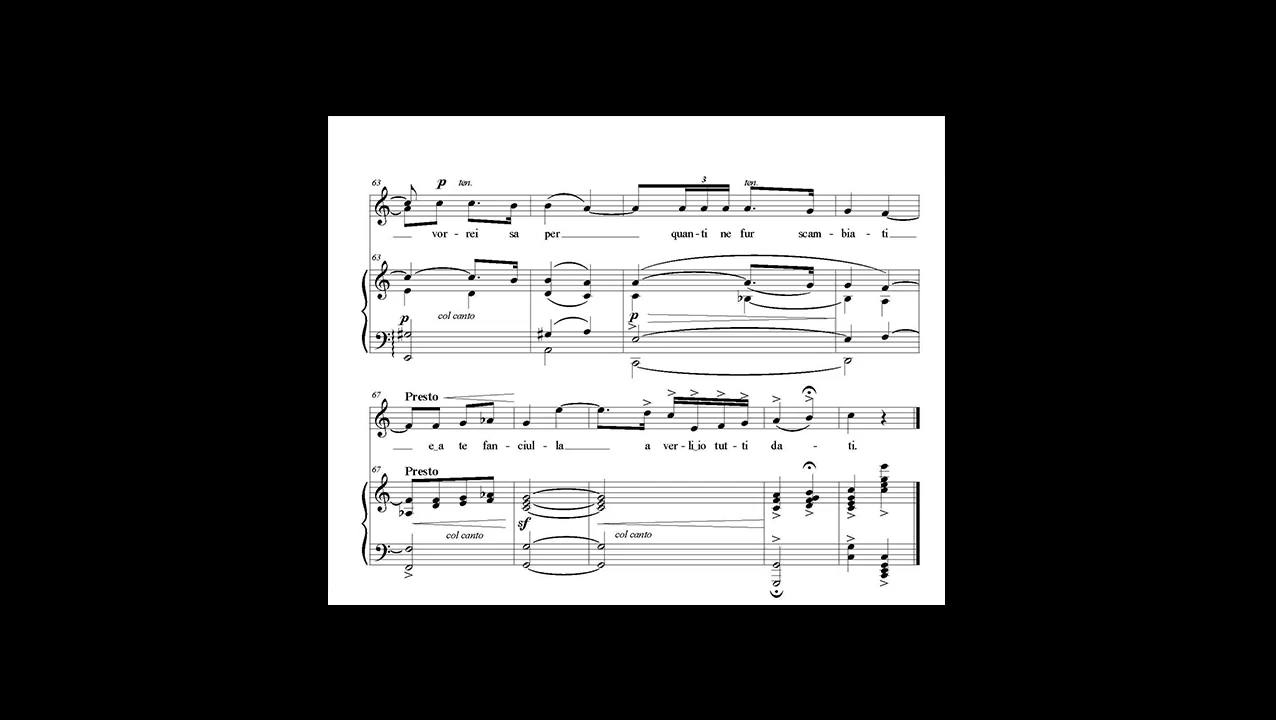 63 p ten. 3 ten.
vor - rei sa per quan - ti ne fur scam - bia - ti
63
p col canto p
67 Presto
e_a te fan - ciul - la a ver - li_io tut - ti da - ti.
67 Presto
sf
col canto col canto